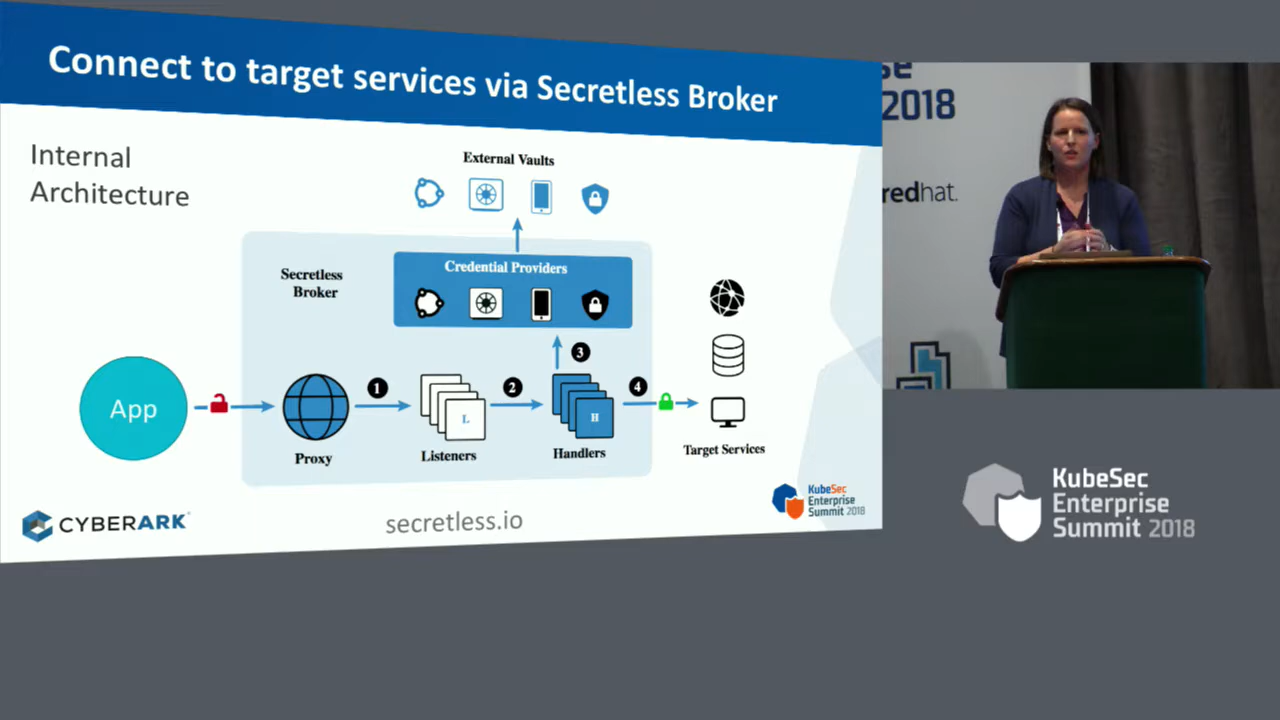 Connect to target services via Secretless Broker
Internal
Architecture
External Vaults
Secretless
Broker
Credential Providers
App
Proxy
1
Listeners
L
2
Handlers
H
3
4
Target Services
CYBERARK
secretless.io
KubeSec
Enterprise
Summit 2018
se
2018
redhat.
KubeSec
Enterprise
Summit 2018